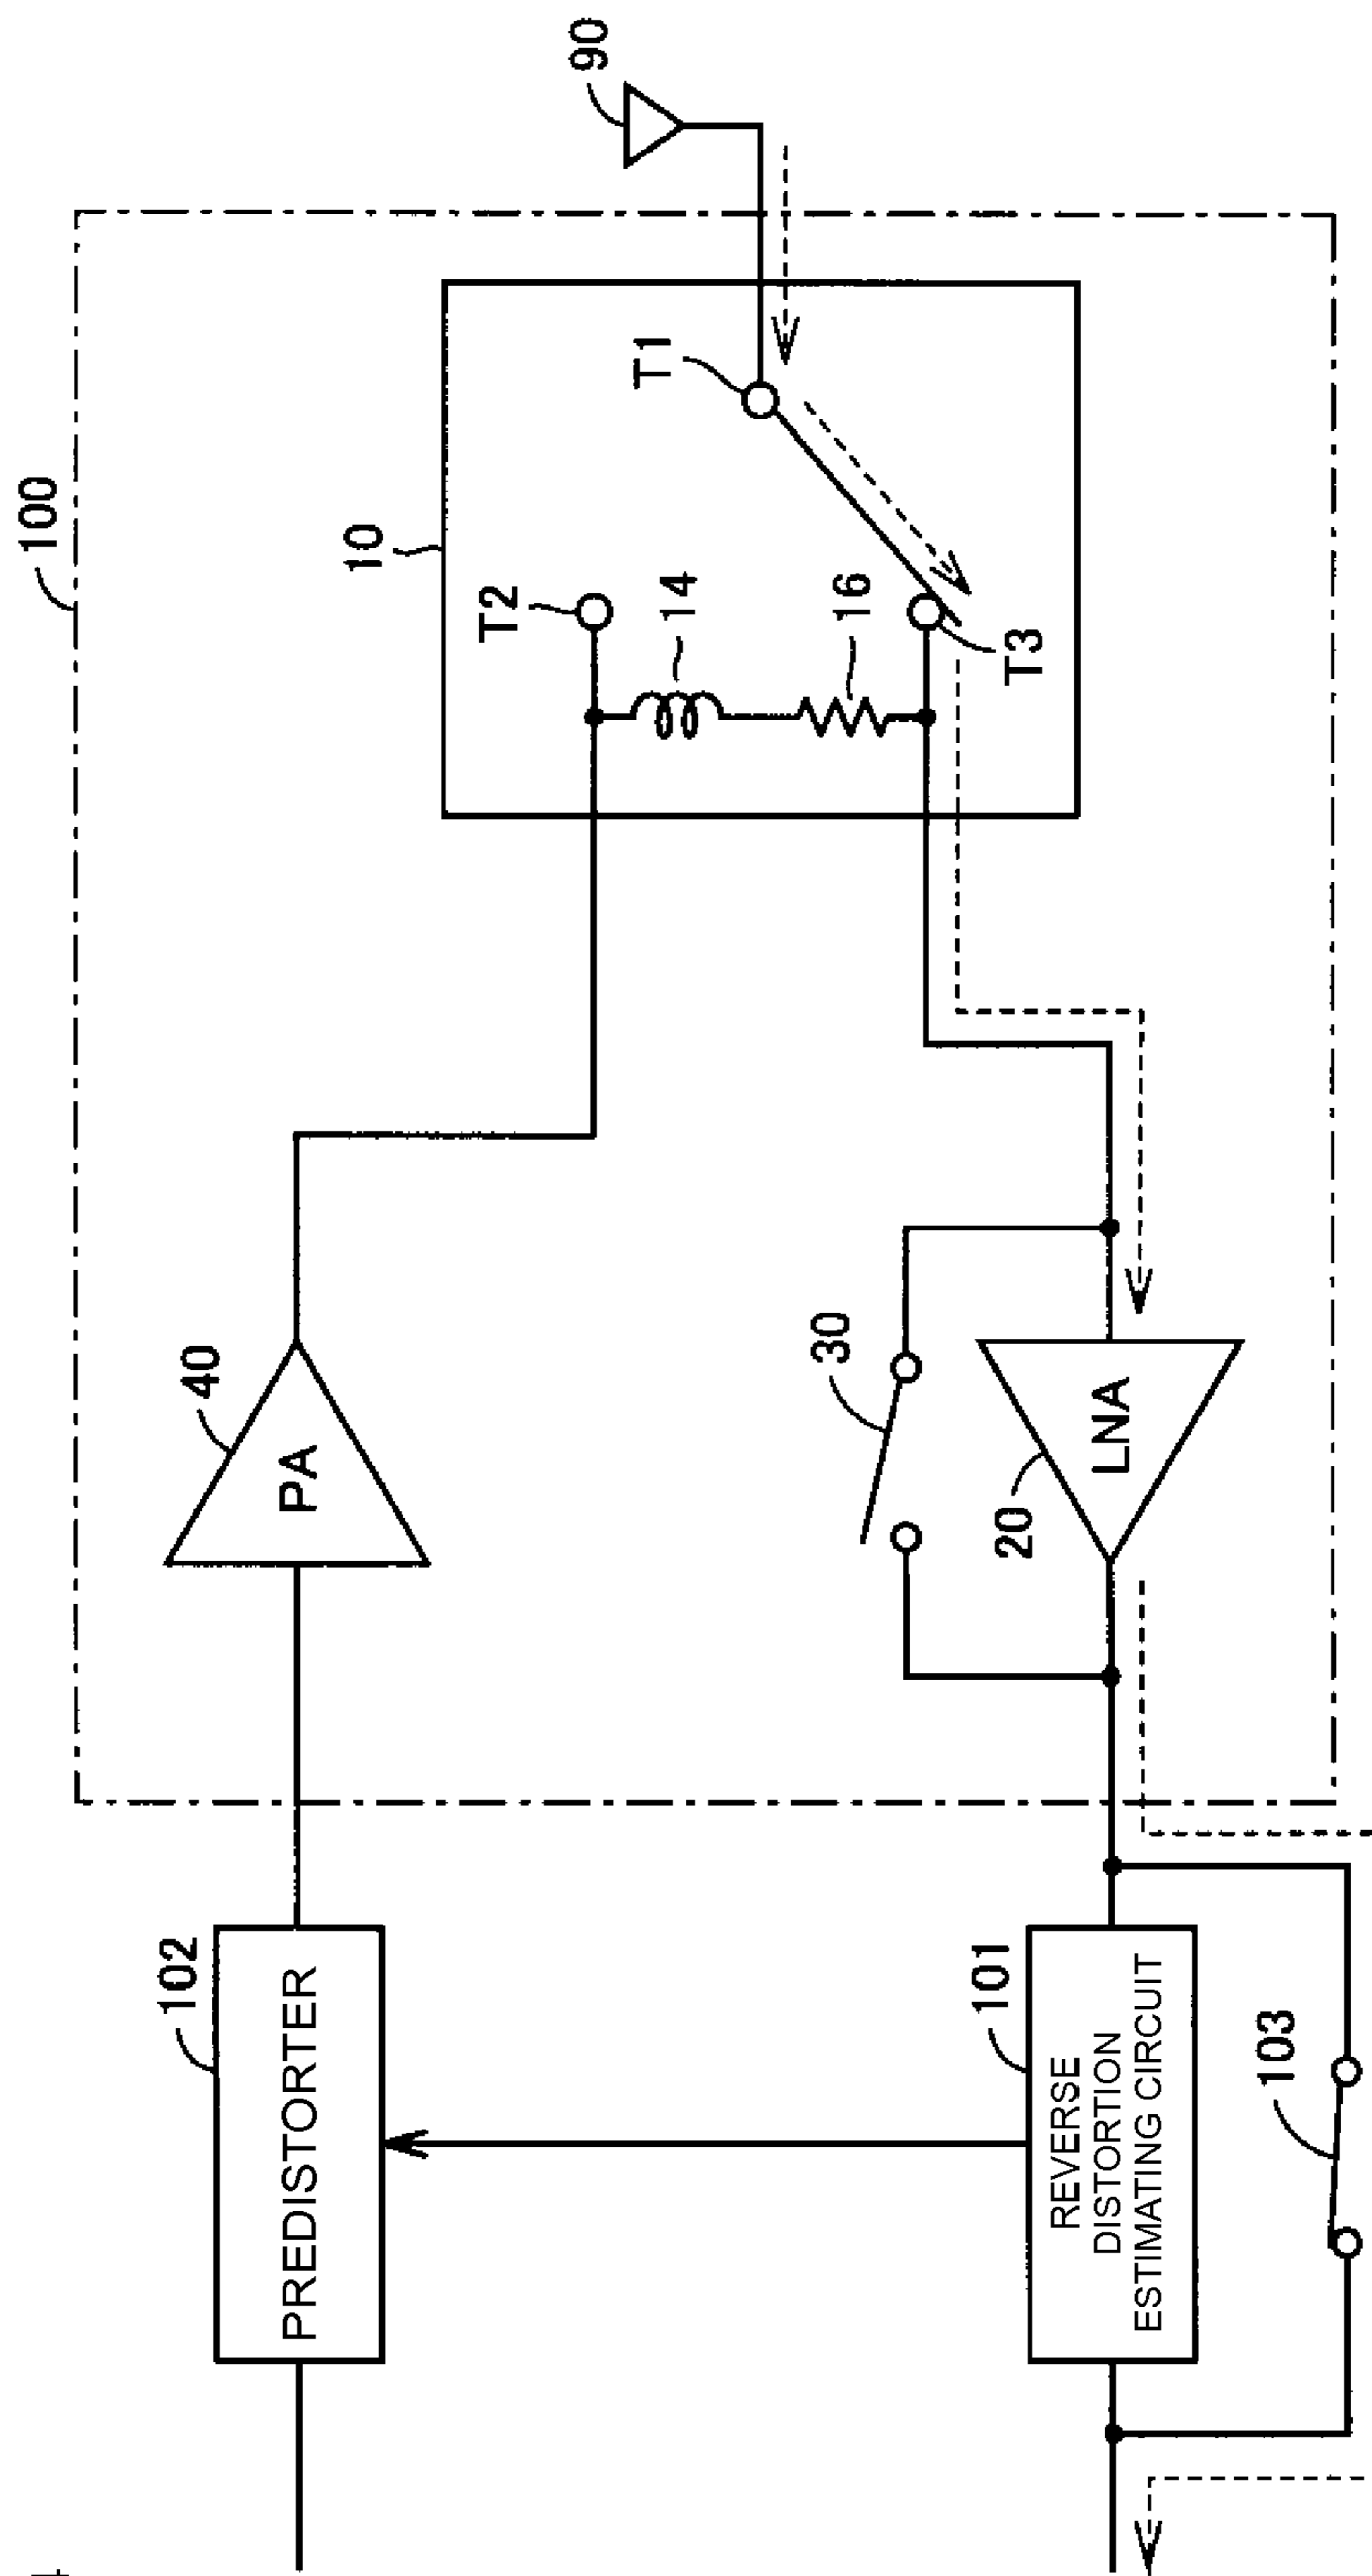 100
90
10
T1
T2
14
16
T3
40
PA
30
20
LNA
102
PREDISTORTER
101
REVERSE
DISTORTION
ESTIMATING CIRCUIT
103